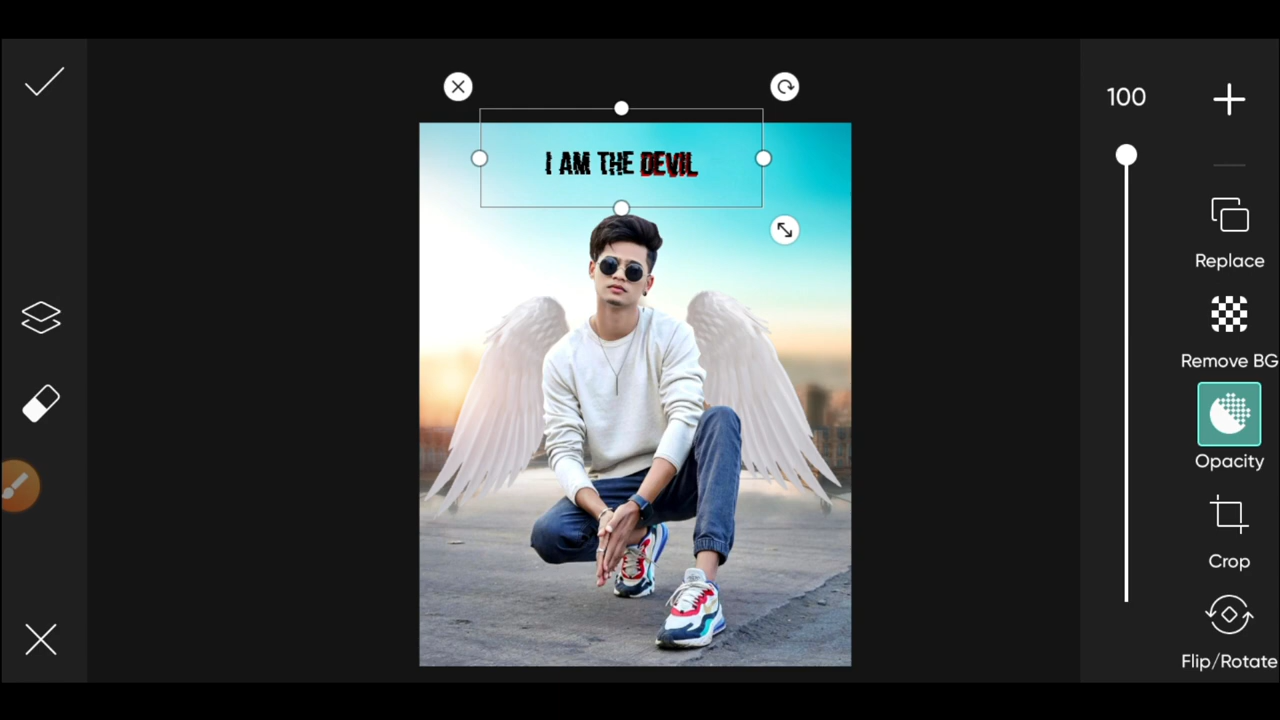 100
I AM THE DEVIL
Replace
Remove BG
Opacity
Crop
Flip/Rotate